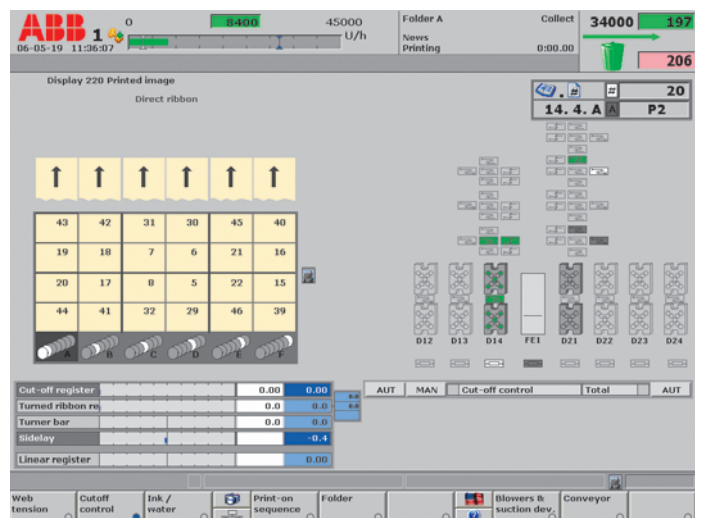 ABB 1
06-05-19 11:36:07
0 8400 45000
U/h
Folder A Collect
News
Printing 0:00.00
34000 197
206
Display 220 Printed image
Direct ribbon
. # # 20
14. 4. A A P2
43 42 31 30 45 40
19 18 7 6 21 16
20 17 8 5 22 15
44 41 32 29 46 39
A B C D E F
D12 D13 D14 FE1 D21 D22 D23 D24
Cut-off register 0.00 0.00
AUT MAN Cut-off control Total AUT
0.0
Turned ribbon re 0.0 0.0 0.0
Turner bar 0.0 0.0
Sidelay -0.4
Linear register 0.00
Web tension
Cutoff control
Ink / water
Print-on sequence
Folder
Blowers & suction dev.
Conveyor